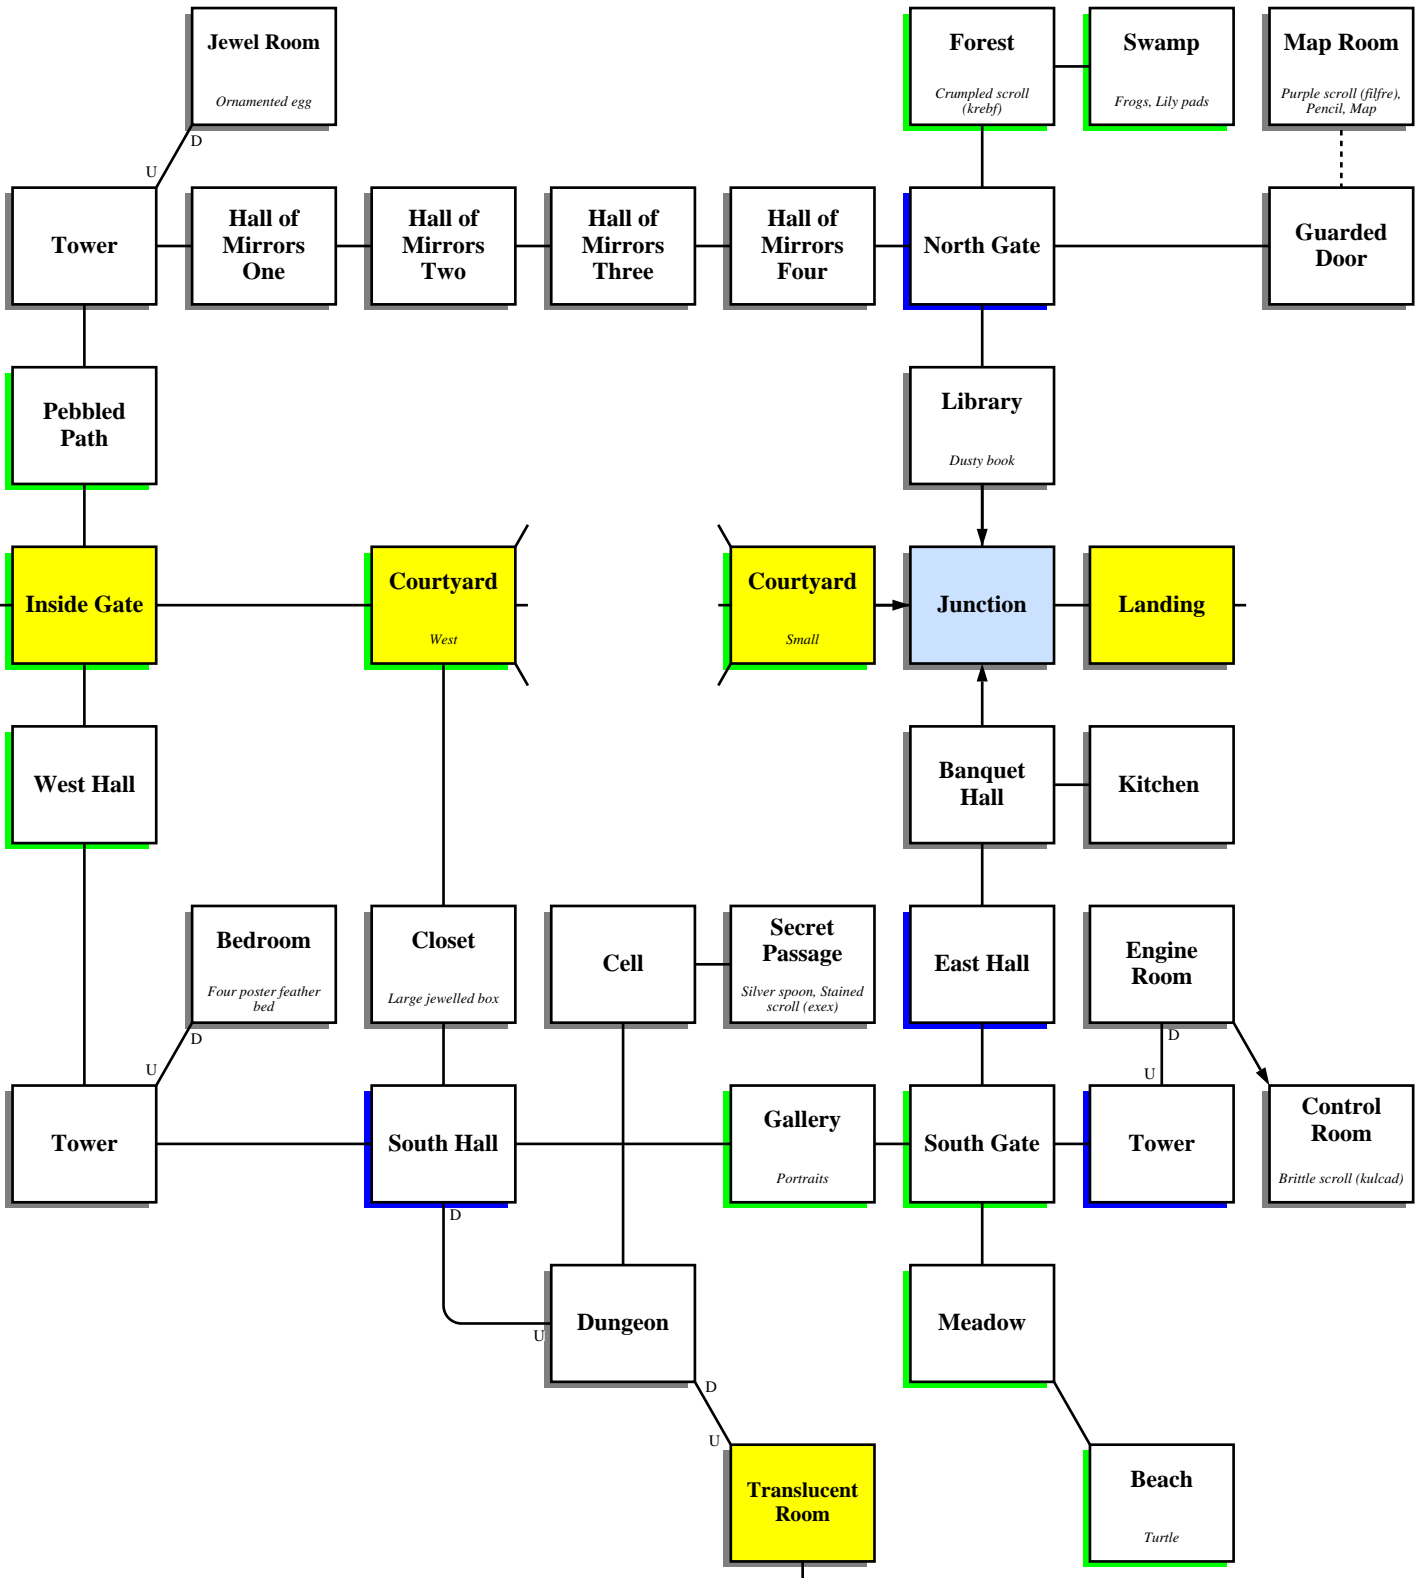 Jewel Room
Ornamented egg
Forest
Crumpled scroll
(krebf)
Swamp
Frogs, Lily pads
Map Room
Purple scroll (filfre),
Pencil, Map
D
U
Tower
Hall of
Mirrors
One
Hall of
Mirrors
Two
Hall of
Mirrors
Three
Hall of
Mirrors
Four
North Gate
Guarded
Door
Pebbled
Path
Library
Dusty book
Inside Gate
Courtyard
West
Courtyard
Small
Junction
Landing
West Hall
Banquet
Hall
Kitchen
Bedroom
Four poster feather
bed
Closet
Large jewelled box
Cell
Secret
Passage
Silver spoon, Stained
scroll (exex)
East Hall
Engine
Room
D
U
D
U
Tower
South Hall
Gallery
Portraits
South Gate
Tower
Control
Room
Brittle scroll (kulcad)
D
U
Dungeon
Meadow
D
U
Translucent
Room
Beach
Turtle